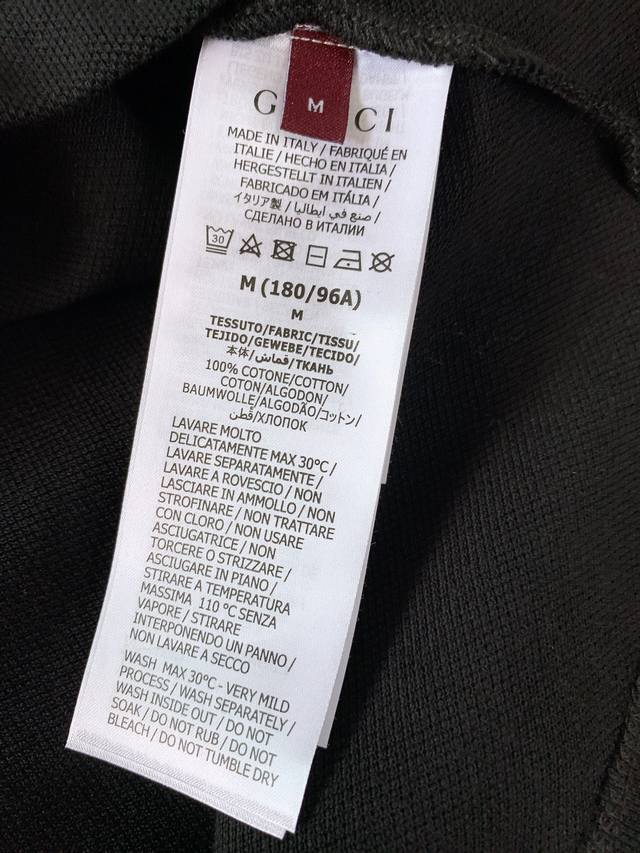 M
G CI
MADE IN ITALY / FABRIQUÉ EN
ITALIE / HECHO EN ITALIA /
HERGESTELLT IN ITALIEN /
FABRICADO EM ITÁLIA /
イタリア製 / صنع في ايطاليا /
СДЕЛАНО В ИТАЛИИ
30
M (180/96A)
M
TESSUTO/FABRIC/TISSU/
TEJIDO/GEWEBE/TECIDO/
本体/قماش/ТКАНЬ
100% COTONE/COTTON/
COTON/ALGODON/
BAUMWOLLE/ALGODÃO/コットン/
قُطن/ХЛОПОК
LAVARE MOLTO
DELICATAMENTE MAX 30°C /
LAVARE SEPARATAMENTE /
LAVARE A ROVESCIO / NON
LASCIARE IN AMMOLLO / NON
STROFINARE / NON TRATTARE
CON CLORO / NON USARE
ASCIUGATRICE / NON
TORCERE O STRIZZARE /
ASCIUGARE IN PIANO /
STIRARE A TEMPERATURA
MASSIMA 110 °C SENZA
VAPORE / STIRARE
INTERPONENDO UN PANNO /
NON LAVARE A SECCO
WASH MAX 30°C - VERY MILD
PROCESS / WASH SEPARATELY /
WASH INSIDE OUT / DO NOT
SOAK / DO NOT RUB / DO NOT
BLEACH / DO NOT TUMBLE DRY